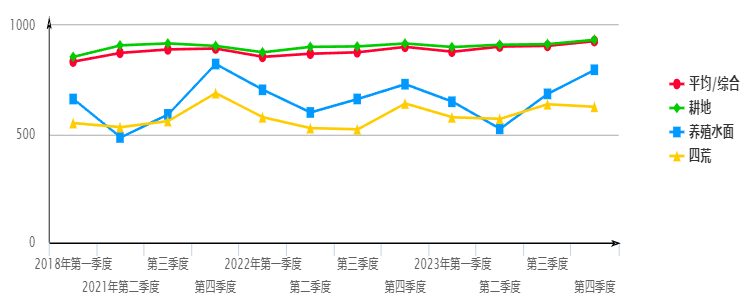 1000
500
0
平均/综合
耕地
养殖水面
四荒
2018年第一季度
第三季度
2022年第一季度
第三季度
2023年第一季度
第三季度
2021年第二季度
第四季度
第二季度
第四季度
第二季度
第四季度